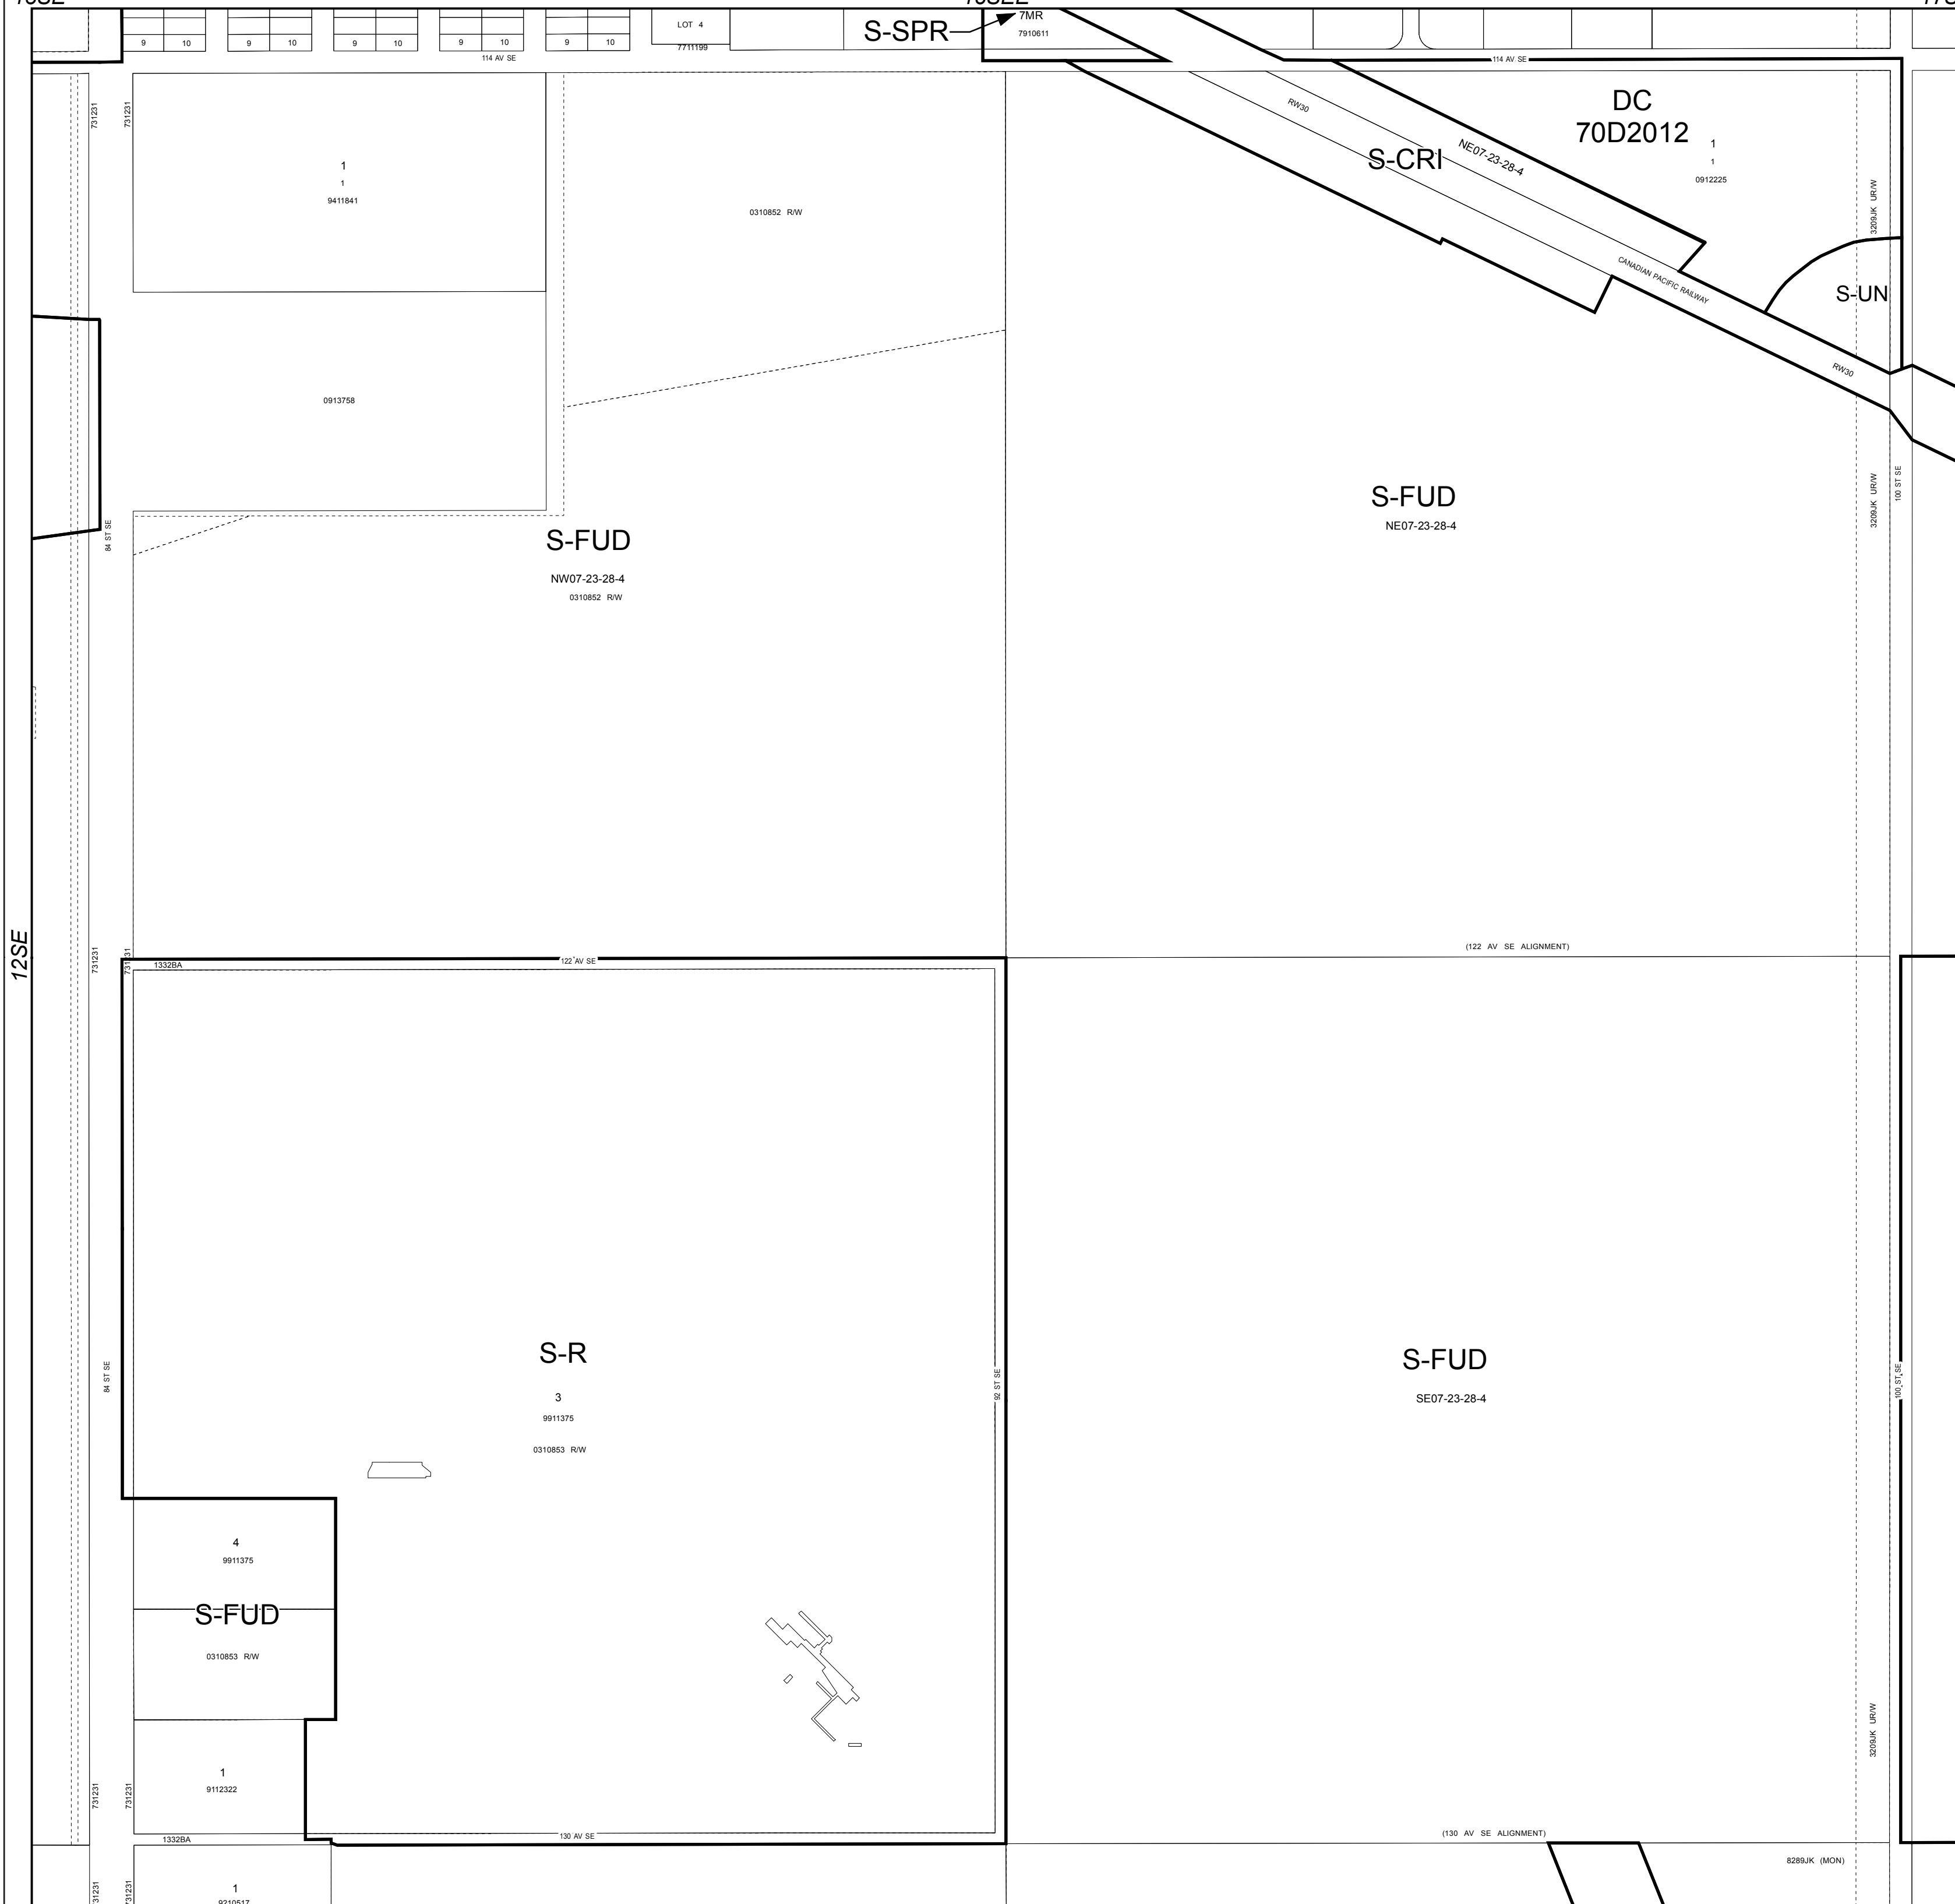 LOT 4
7711199
S-SPR
7MR
7910611
9 10 9 10 9 10 9 10 9 10
114 AV SE
114 AV SE
731231
731231
1
1
9411841
0310852 R/W
RW30
S-CRI
NE07-23-28-4
DC
70D2012
1
1
0912225
3209JK UR/W
CANADIAN PACIFIC RAILWAY
S-UN
RW30
0913758
84 ST SE
S-FUD
NW07-23-28-4
0310852 R/W
S-FUD
NE07-23-28-4
3209JK UR/W
100 ST SE
12SE
731231
731231
1332BA
122 AV SE
(122 AV SE ALIGNMENT)
84 ST SE
S-R
3
9911375
0310853 R/W
92 ST SE
S-FUD
SE07-23-28-4
100 ST SE
4
9911375
S-FUD
0310853 R/W
3209JK UR/W
1
9112322
731231
731231
1332BA
130 AV SE
(130 AV SE ALIGNMENT)
8289JK (MON)
1
9210517
731231
731231